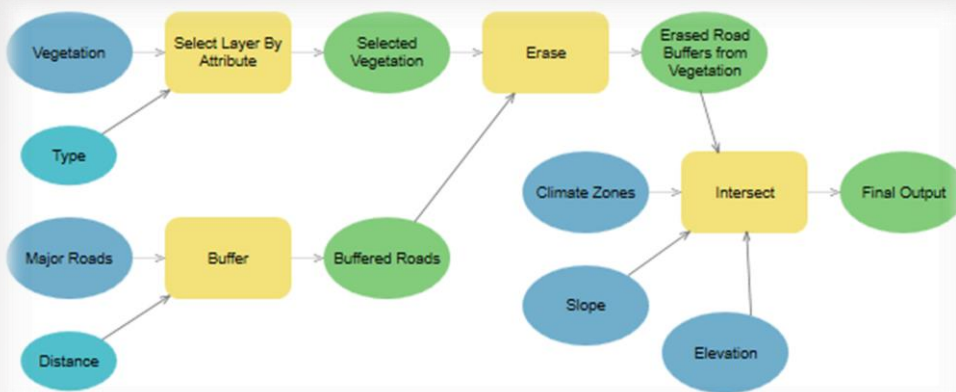 Vegetation
Select Layer By
Attribute
Selected
Vegetation
Erase
Erased Road
Buffers from
Vegetation
Type
Climate Zones
Intersect
Final Output
Major Roads
Buffer
Buffered Roads
Slope
Distance
Elevation